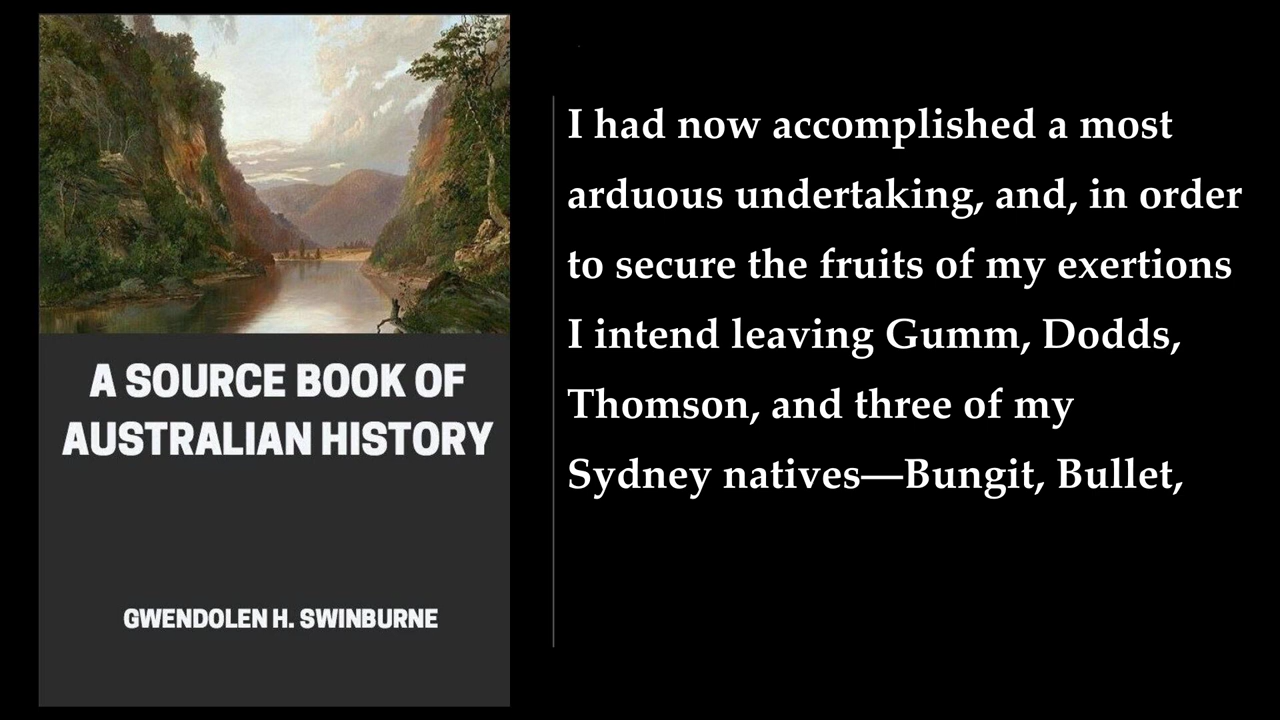 A SOURCE BOOK OF
AUSTRALIAN HISTORY
GWENDOLEN H. SWINBURNE
I had now accomplished a most
arduous undertaking, and, in order
to secure the fruits of my exertions
I intend leaving Gumm, Dodds,
Thomson, and three of my
Sydney natives—Bungit, Bullet,